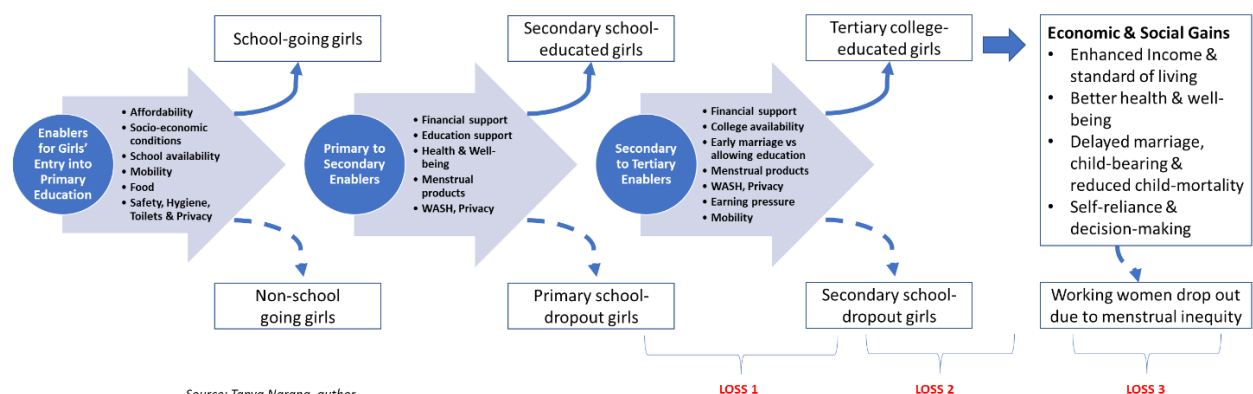 School-going girls
Enablers
for Girls'
Entry into
Primary
Education
• Affordability
• Socio-economic
conditions
• School availability
• Mobility
• Food
• Safety, Hygiene,
Toilets & Privacy
Non-school
going girls
Secondary school-
educated girls
Primary to
Secondary
Enablers
• Financial support
• Education support
• Health & Well-
being
• Menstrual
products
• WASH, Privacy
Primary school-
dropout girls
Tertiary college-
educated girls
Secondary
to Tertiary
Enablers
• Financial support
• College availability
• Early marriage vs
allowing education
• Menstrual products
• WASH, Privacy
• Earning pressure
• Mobility
Secondary school-
dropout girls
Economic & Social Gains
• Enhanced Income &
standard of living
• Better health & well-
being
• Delayed marriage,
child-bearing &
reduced child-mortality
• Self-reliance &
decision-making
Working women drop out
due to menstrual inequity
LOSS 1
LOSS 2
LOSS 3
Source: Tanya Narang, author